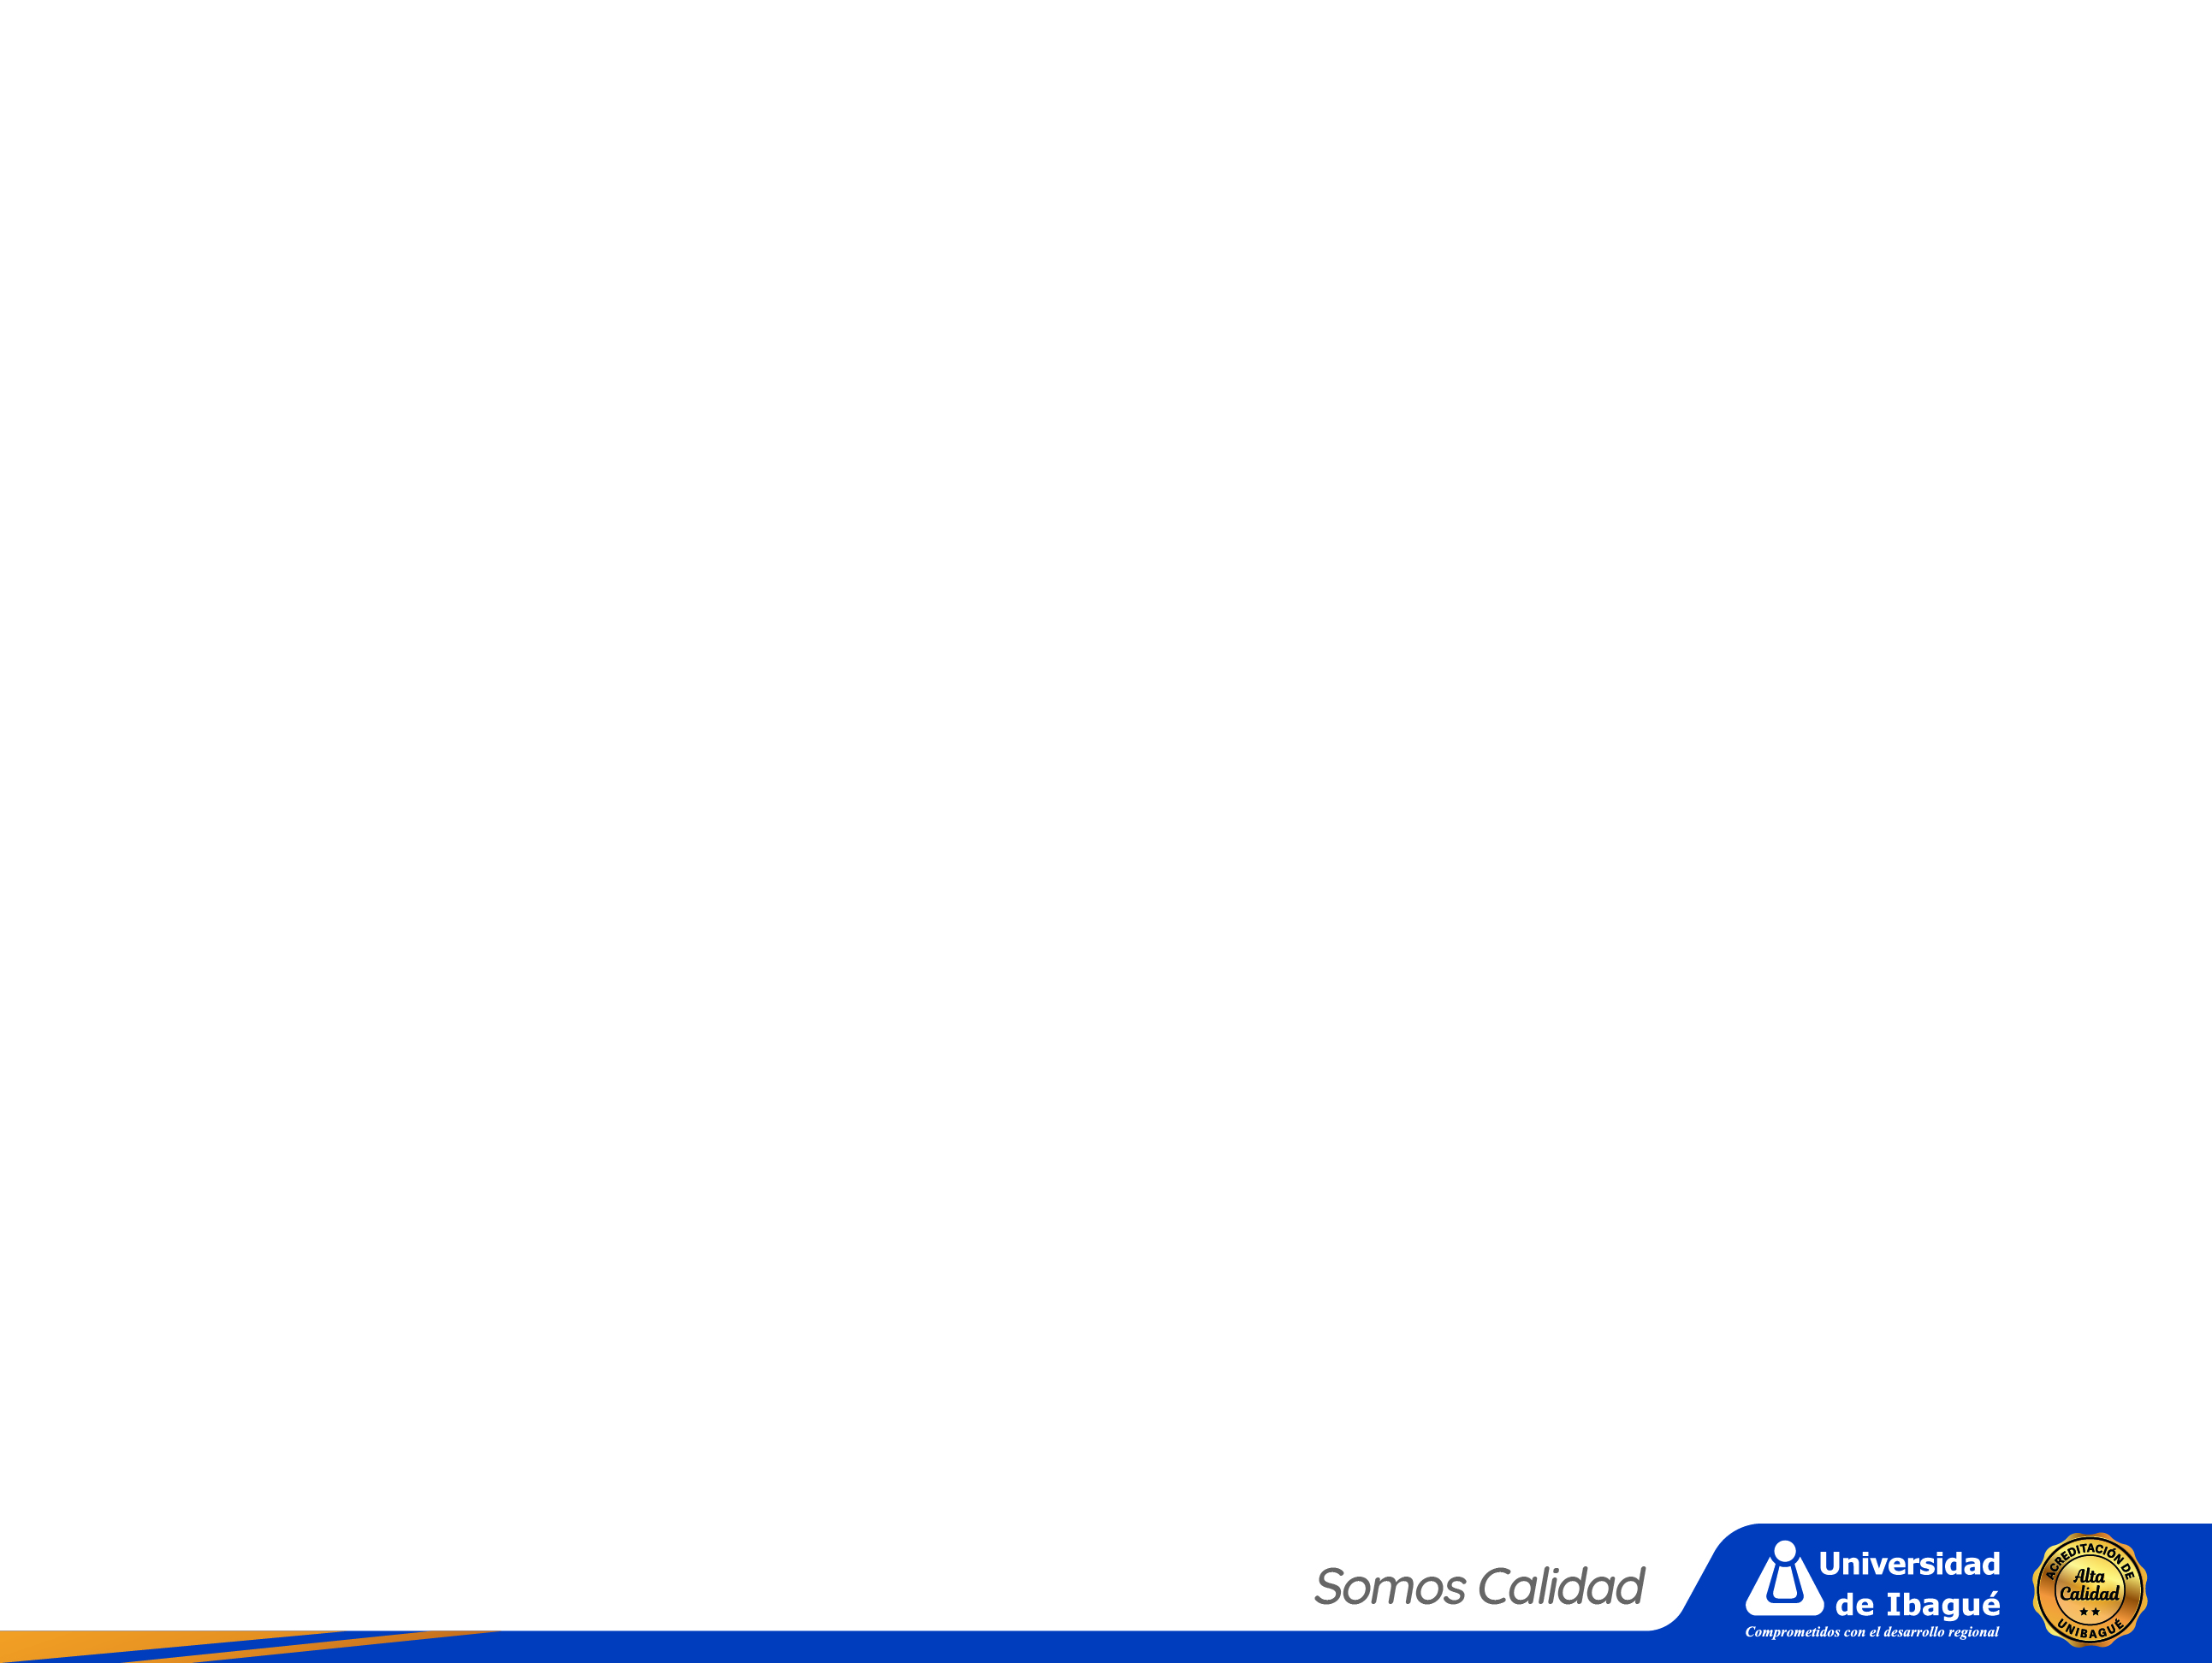 Somos Calidad
Universidad
de Ibagué
Comprometidos con el desarrollo regional
ACREDITACIÓN DE
Alta
Calidad
UNIBAGUÉ